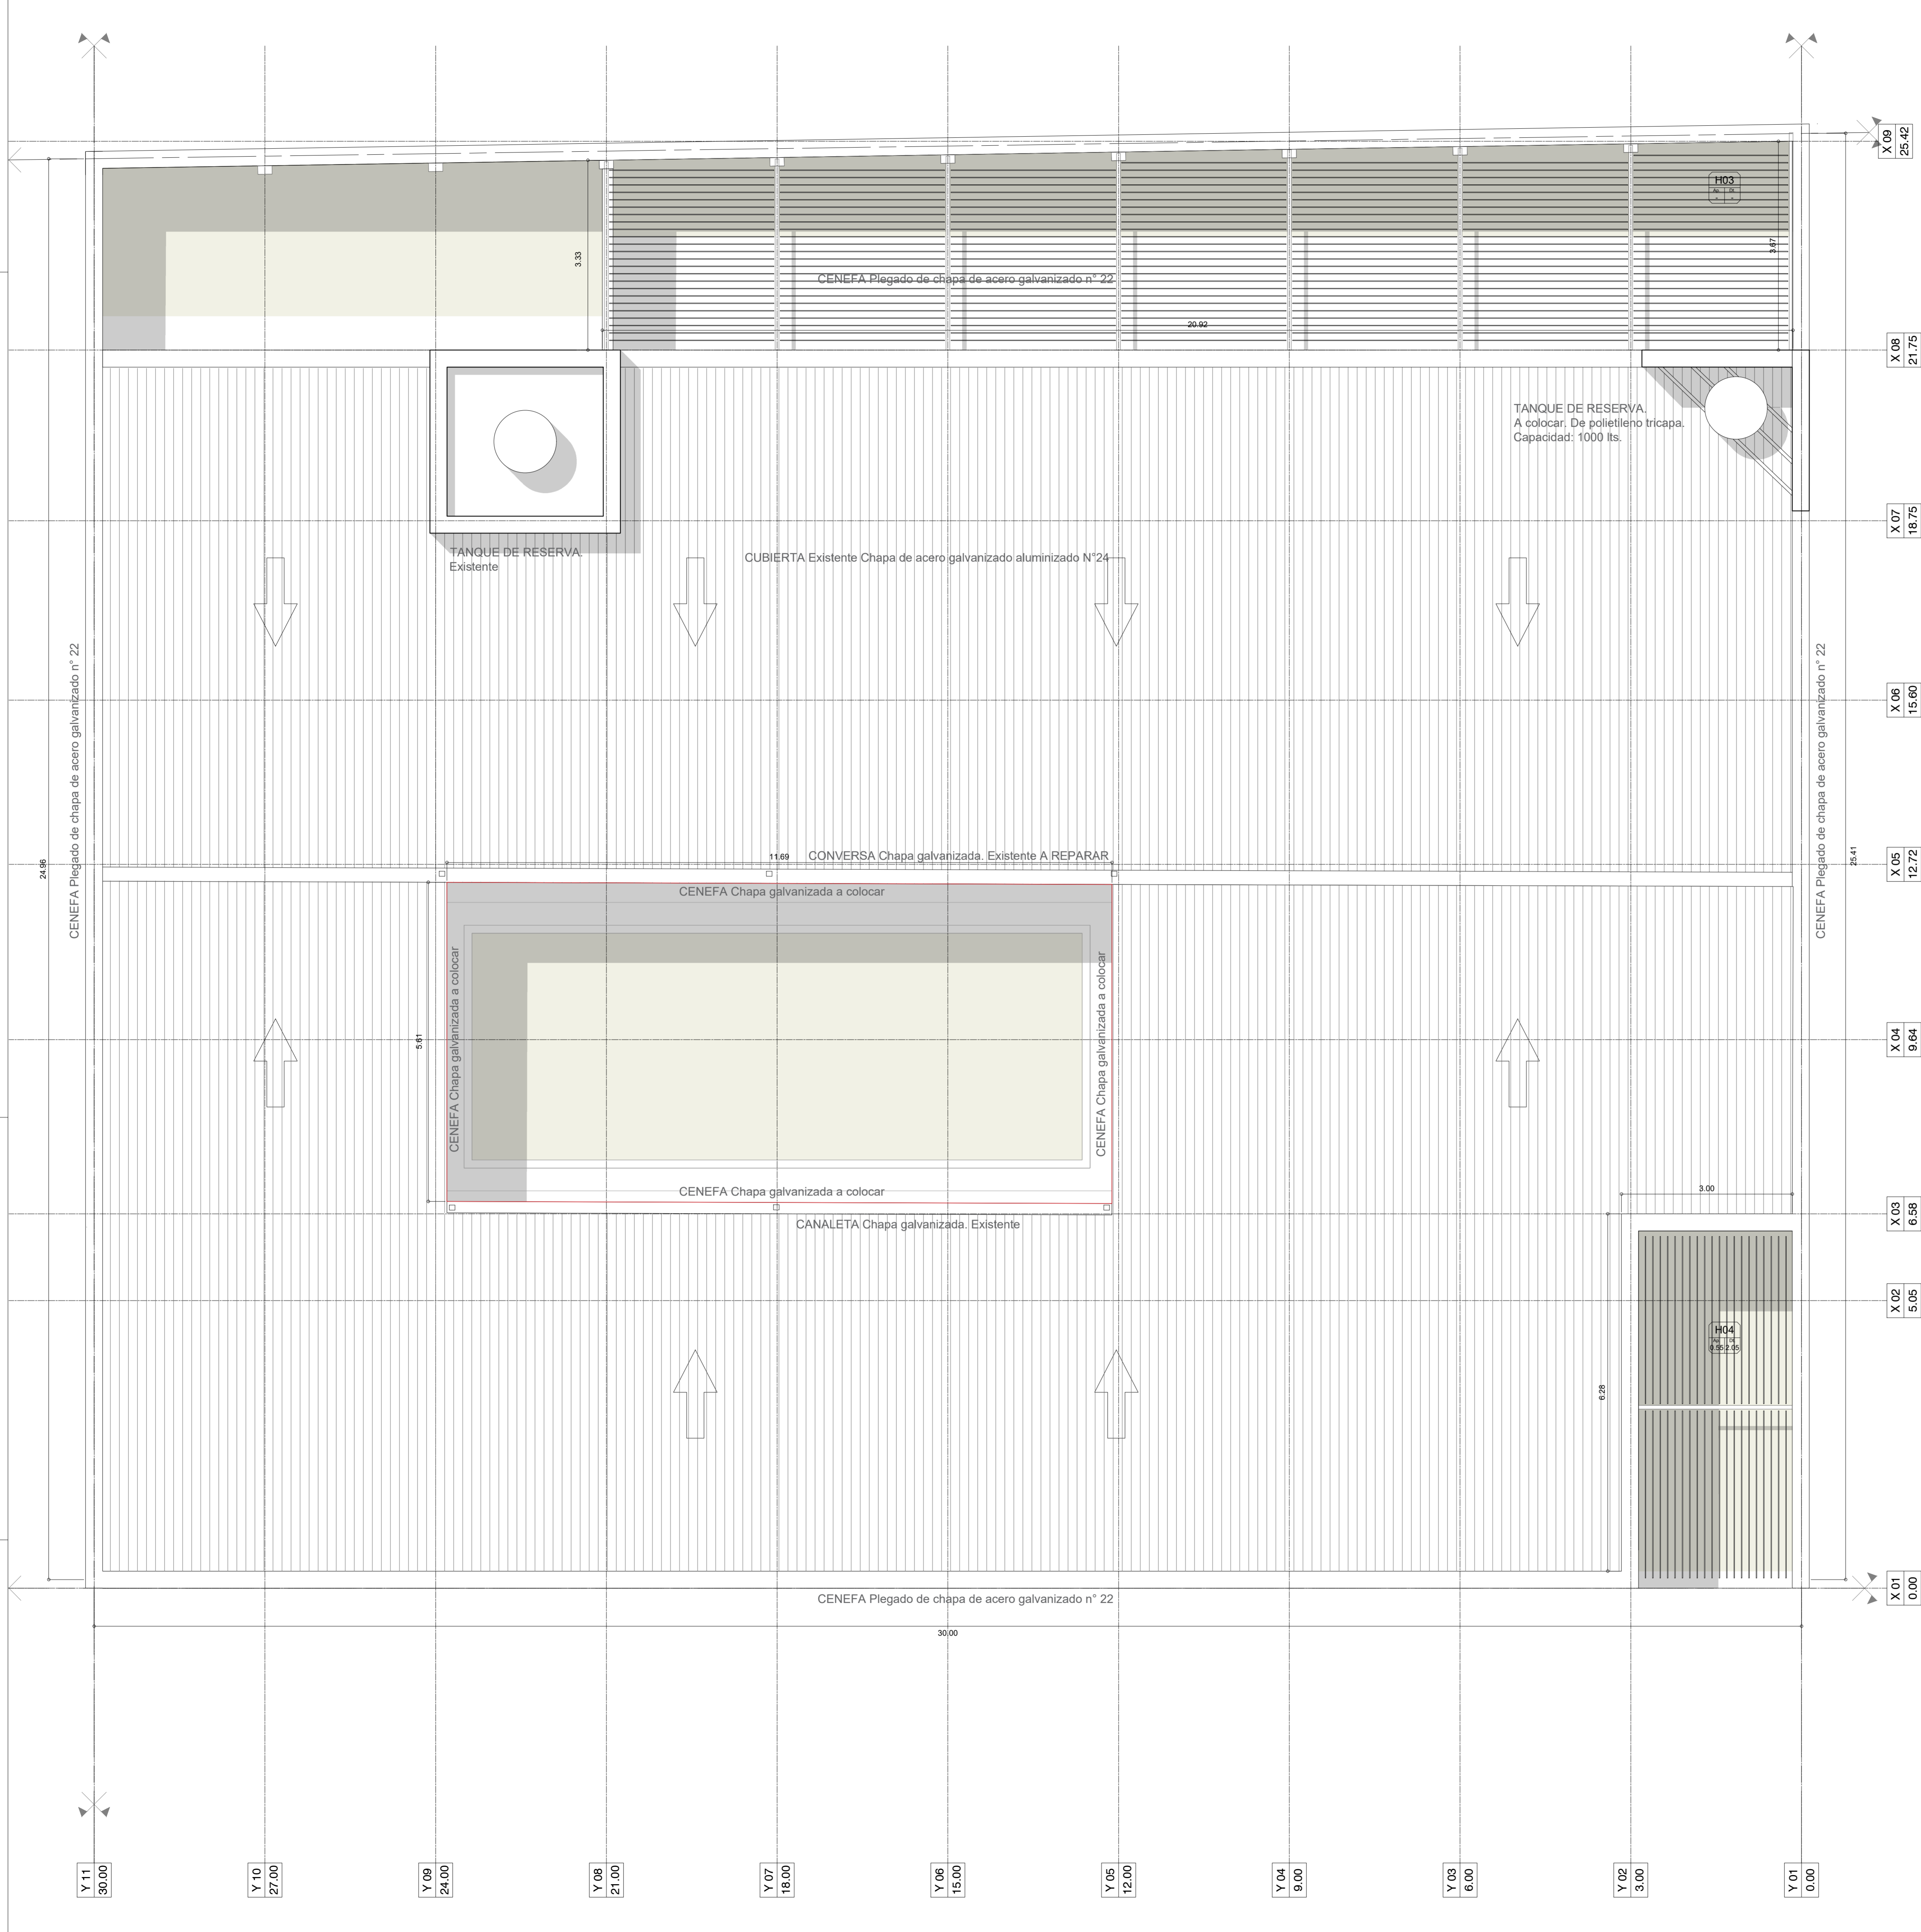 X 09
25.42
H03
Ap.
Di
-
-
3.33
3.67
CENEFA Plegado de chapa de acero galvanizado n° 22
20.92
X 08
21.75
TANQUE DE RESERVA.
A colocar. De polietileno tricapa.
Capacidad: 1000 lts.
X 07
18.75
TANQUE DE RESERVA.
Existente
CUBIERTA Existente Chapa de acero galvanizado aluminizado N°24
CENEFA Plegado de chapa de acero galvanizado n° 22
CENEFA Plegado de chapa de acero galvanizado n° 22
X 06
15.60
24.96
11.69
CONVERSA Chapa galvanizada. Existente A REPARAR
25.41
X 05
12.72
CENEFA Chapa galvanizada a colocar
CENEFA Chapa galvanizada a colocar
CENEFA Chapa galvanizada a colocar
5.61
X 04
9.64
CENEFA Chapa galvanizada a colocar
3.00
CANALETA Chapa galvanizada. Existente
X 03
6.58
X 02
5.05
H04
Ap.
Di
0.55
2.05
6.28
CENEFA Plegado de chapa de acero galvanizado n° 22
X 01
0.00
30.00
Y 11
30.00
Y 10
27.00
Y 09
24.00
Y 08
21.00
Y 07
18.00
Y 06
15.00
Y 05
12.00
Y 04
9.00
Y 03
6.00
Y 02
3.00
Y 01
0.00